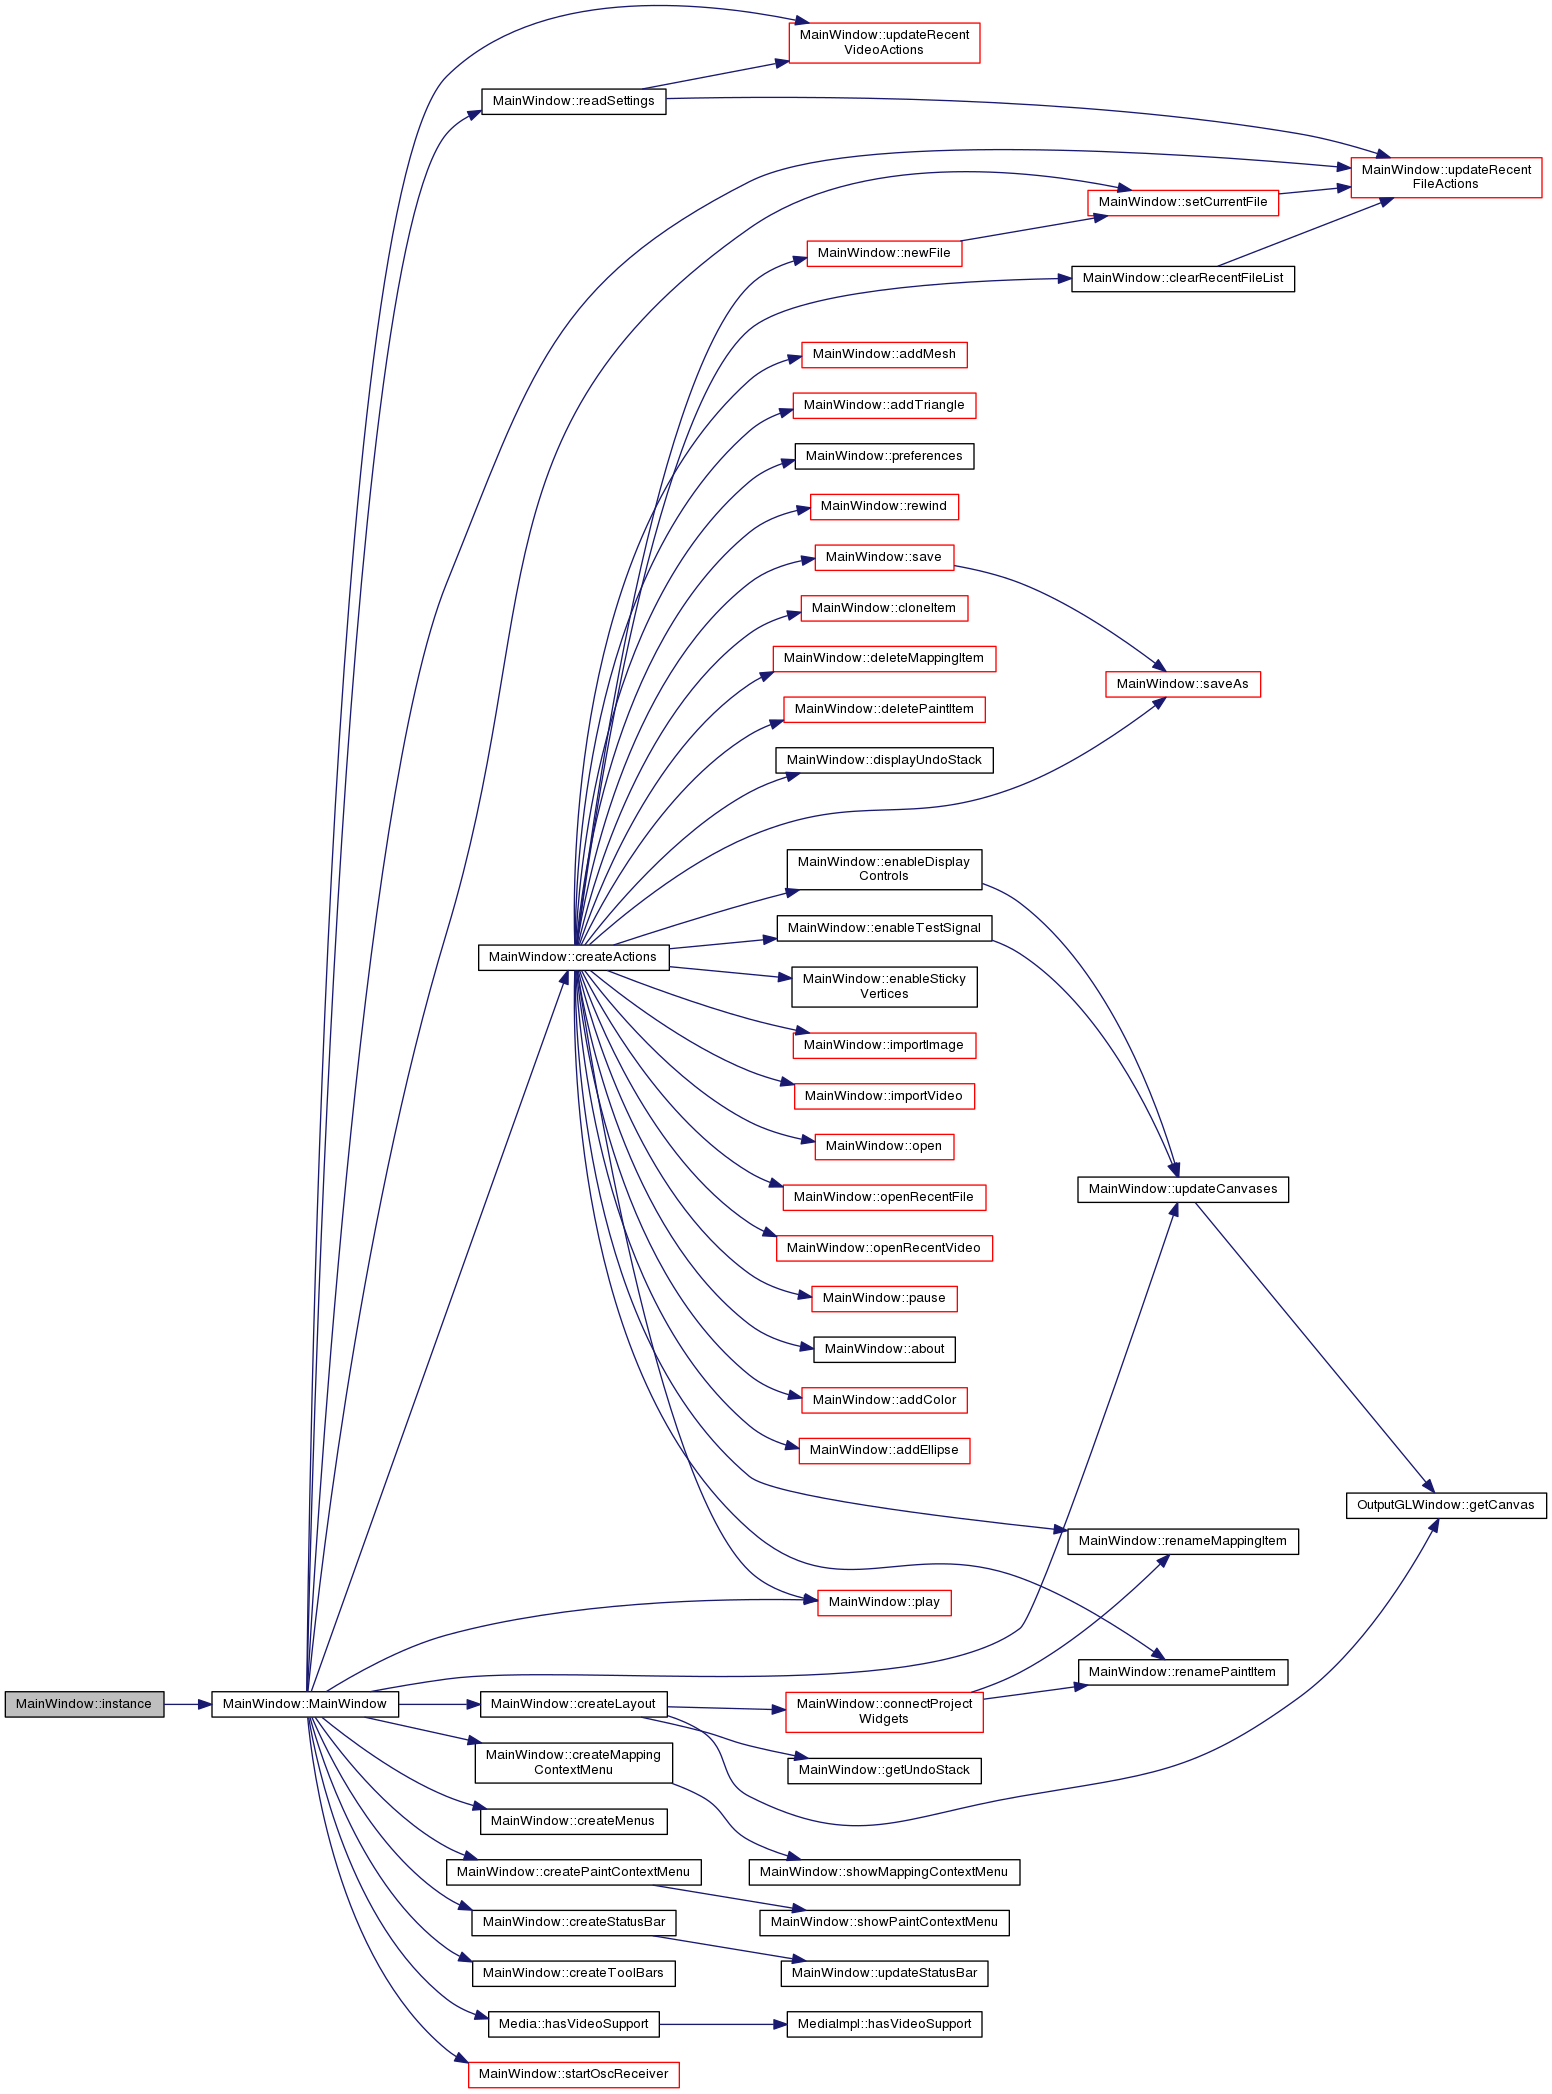 MainWindow::updateRecent
VideoActions
MainWindow::readSettings
MainWindow::updateRecent
FileActions
MainWindow::setCurrentFile
MainWindow::newFile
MainWindow::clearRecentFileList
MainWindow::addMesh
MainWindow::addTriangle
MainWindow::preferences
MainWindow::rewind
MainWindow::save
MainWindow::cloneItem
MainWindow::deleteMappingItem
MainWindow::saveAs
MainWindow::deletePaintItem
MainWindow::displayUndoStack
MainWindow::enableDisplay
Controls
MainWindow::enableTestSignal
MainWindow::createActions
MainWindow::enableSticky
Vertices
MainWindow::importImage
MainWindow::importVideo
MainWindow::open
MainWindow::updateCanvases
MainWindow::openRecentFile
MainWindow::openRecentVideo
MainWindow::pause
MainWindow::about
MainWindow::addColor
MainWindow::addEllipse
OutputGLWindow::getCanvas
MainWindow::renameMappingItem
MainWindow::play
MainWindow::renamePaintItem
MainWindow::instance
MainWindow::MainWindow
MainWindow::createLayout
MainWindow::connectProject
Widgets
MainWindow::createMapping
ContextMenu
MainWindow::getUndoStack
MainWindow::createMenus
MainWindow::createPaintContextMenu
MainWindow::showMappingContextMenu
MainWindow::createStatusBar
MainWindow::showPaintContextMenu
MainWindow::createToolBars
MainWindow::updateStatusBar
Media::hasVideoSupport
MediaImpl::hasVideoSupport
MainWindow::startOscReceiver